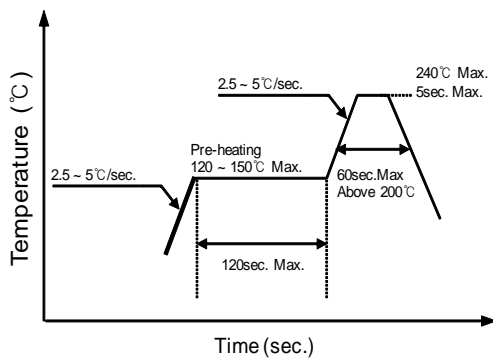 Temperature (℃)
2.5 ~ 5℃/sec.
240℃ Max.
5sec. Max.
Pre-heating
120 ~ 150℃ Max.
2.5 ~ 5℃/sec.
60sec.Max
Above 200℃
120sec. Max.
Time (sec.)